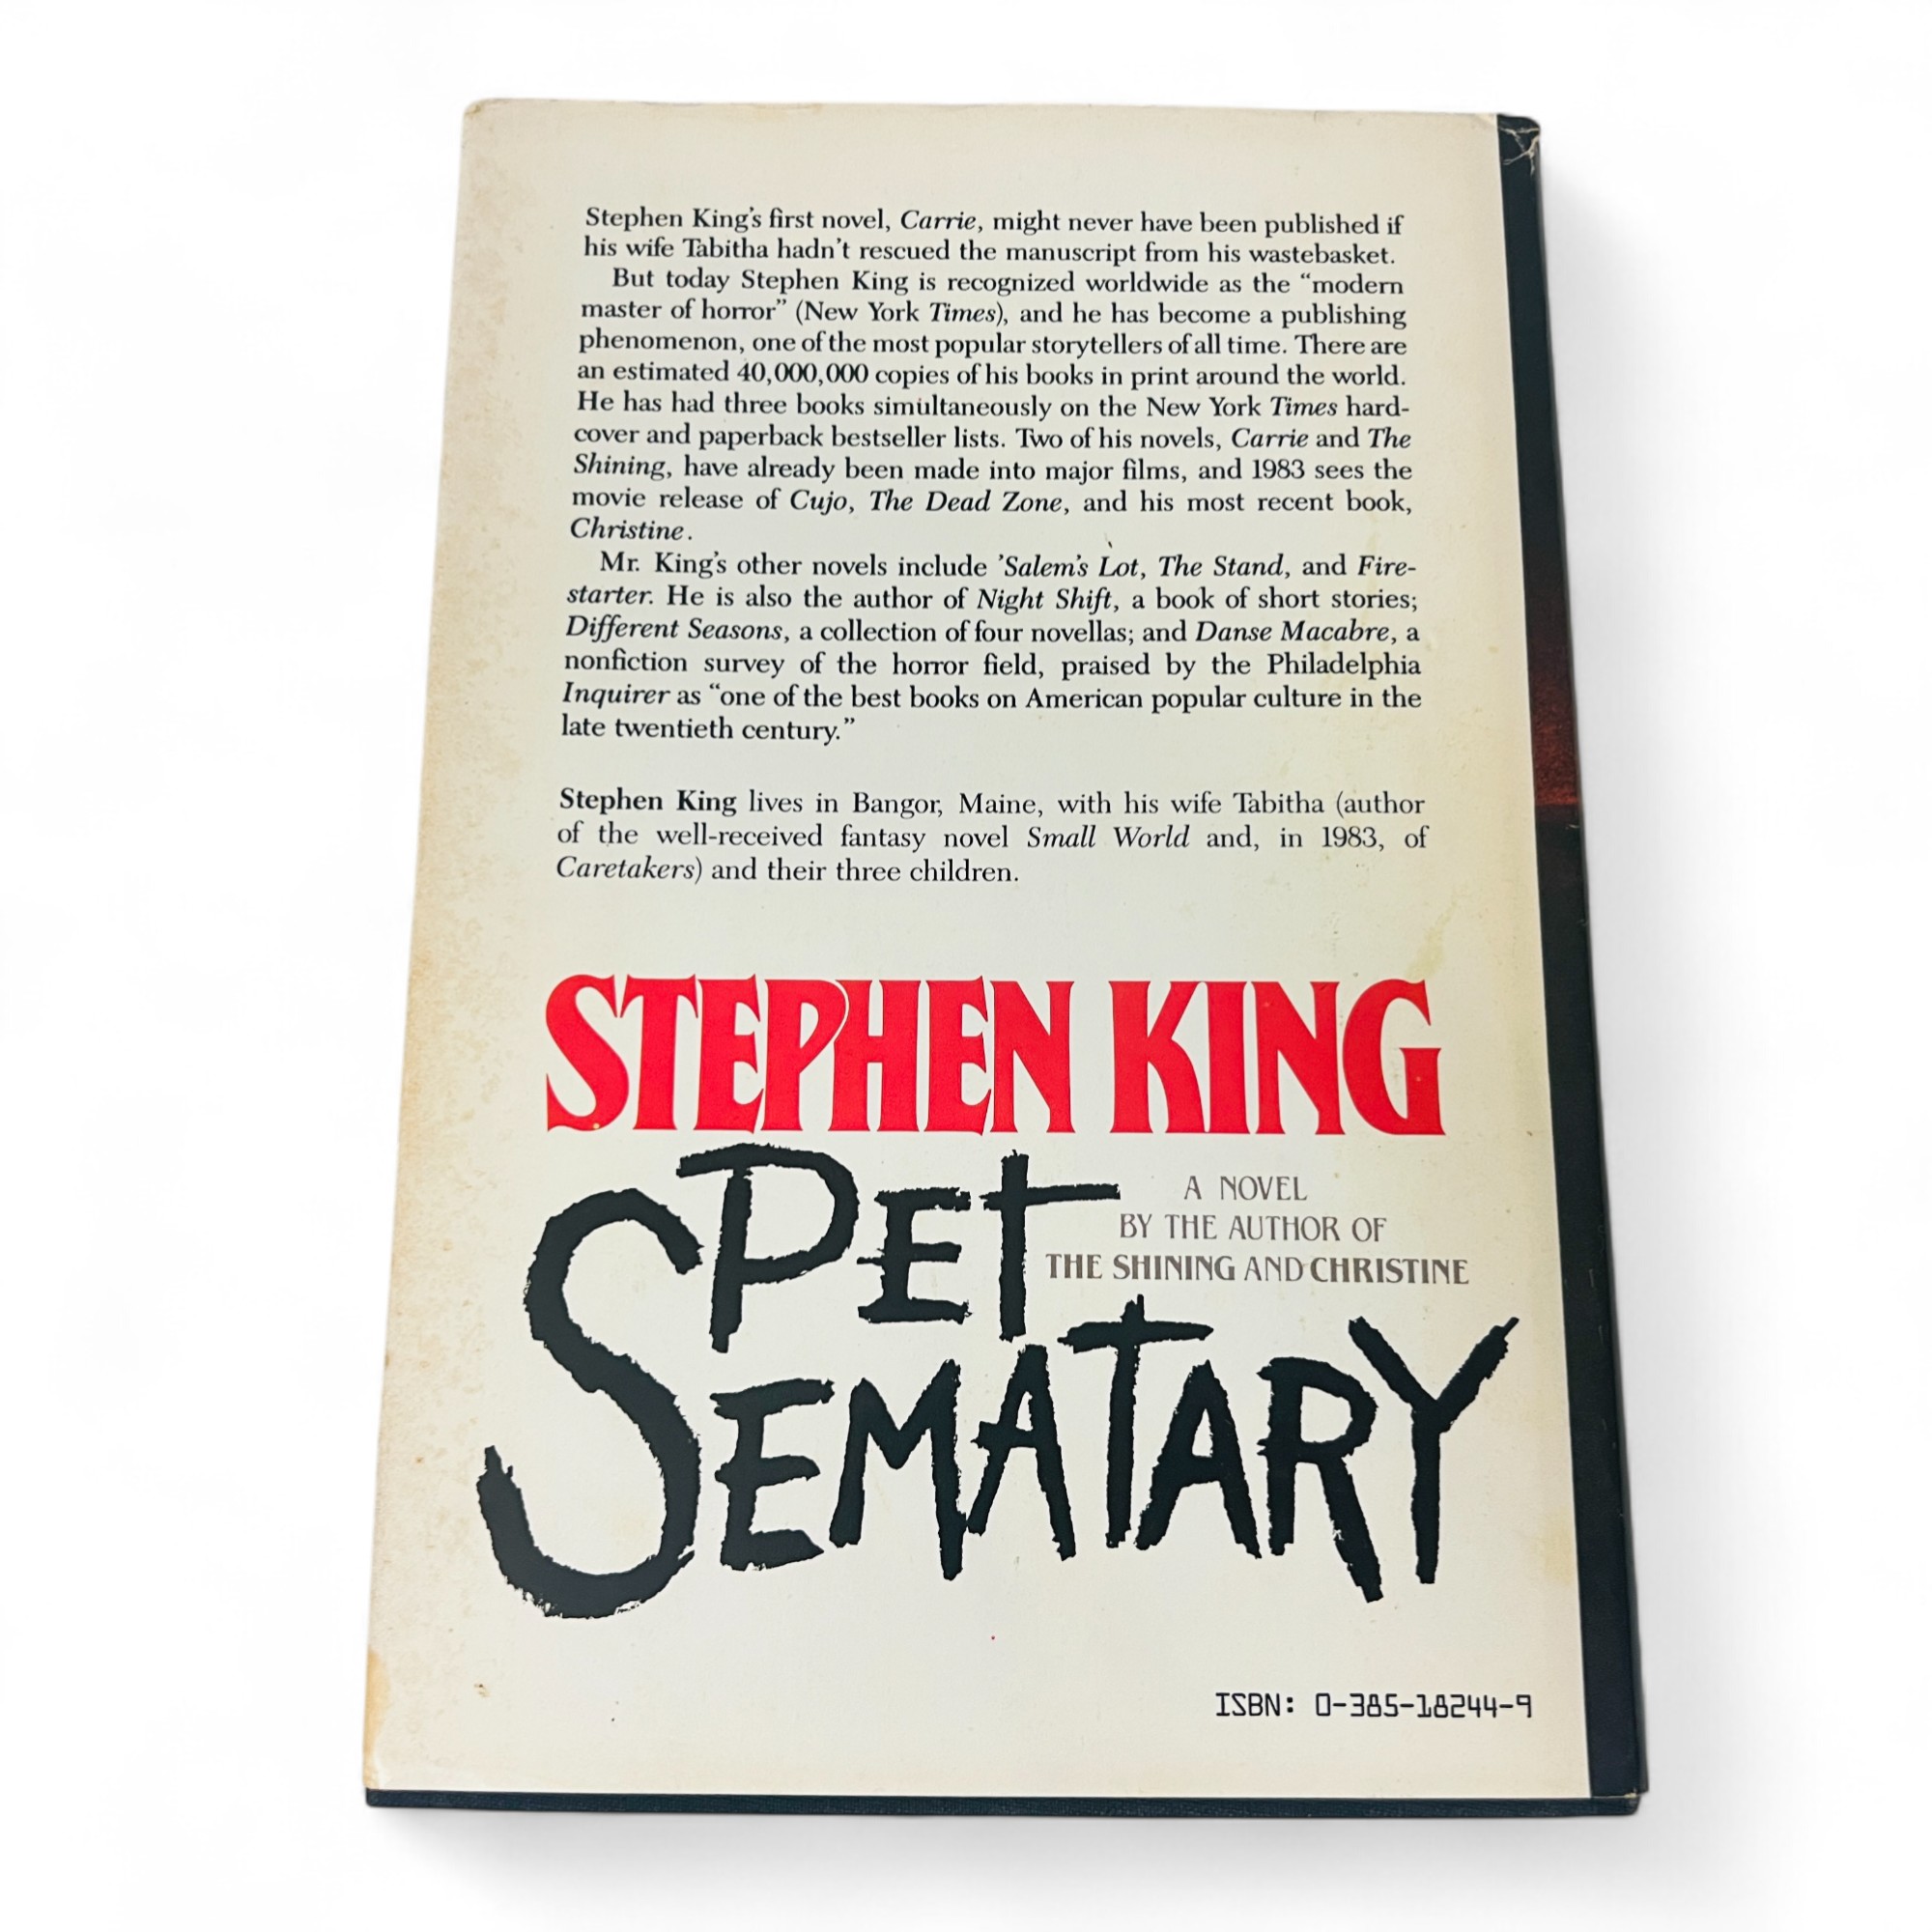 Stephen King's first novel, Carrie, might never have been published if
his wife Tabitha hadn't rescued the manuscript from his wastebasket.
But today Stephen King is recognized worldwide as the “modern
master of horror” (New York Times), and he has become a publishing
phenomenon, one of the most popular storytellers of all time. There are
an estimated 40,000,000 copies of his books in print around the world.
He has had three books simultaneously on the New York Times hard-
cover and paperback bestseller lists. Two of his novels, Carrie and The
Shining, have already been made into major films, and 1983 sees the
movie release of Cujo, The Dead Zone, and his most recent book,
Christine.
Mr. King's other novels include 'Salem's Lot, The Stand, and Fire-
starter. He is also the author of Night Shift, a book of short stories;
Different Seasons, a collection of four novellas; and Danse Macabre, a
nonfiction survey of the horror field, praised by the Philadelphia
Inquirer as “one of the best books on American popular culture in the
late twentieth century.”
Stephen King lives in Bangor, Maine, with his wife Tabitha (author
of the well-received fantasy novel Small World and, in 1983, of
Caretakers) and their three children.
STEPHEN KING
PET
A NOVEL
BY THE AUTHOR OF
THE SHINING AND CHRISTINE
SEMATARY
ISBN: 0-385-18244-9